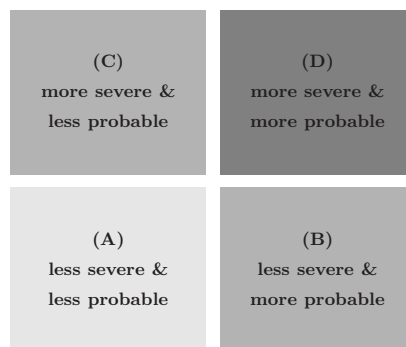 (C)
more severe &
less probable
(D)
more severe &
more probable
(A)
less severe &
less probable
(B)
less severe &
more probable